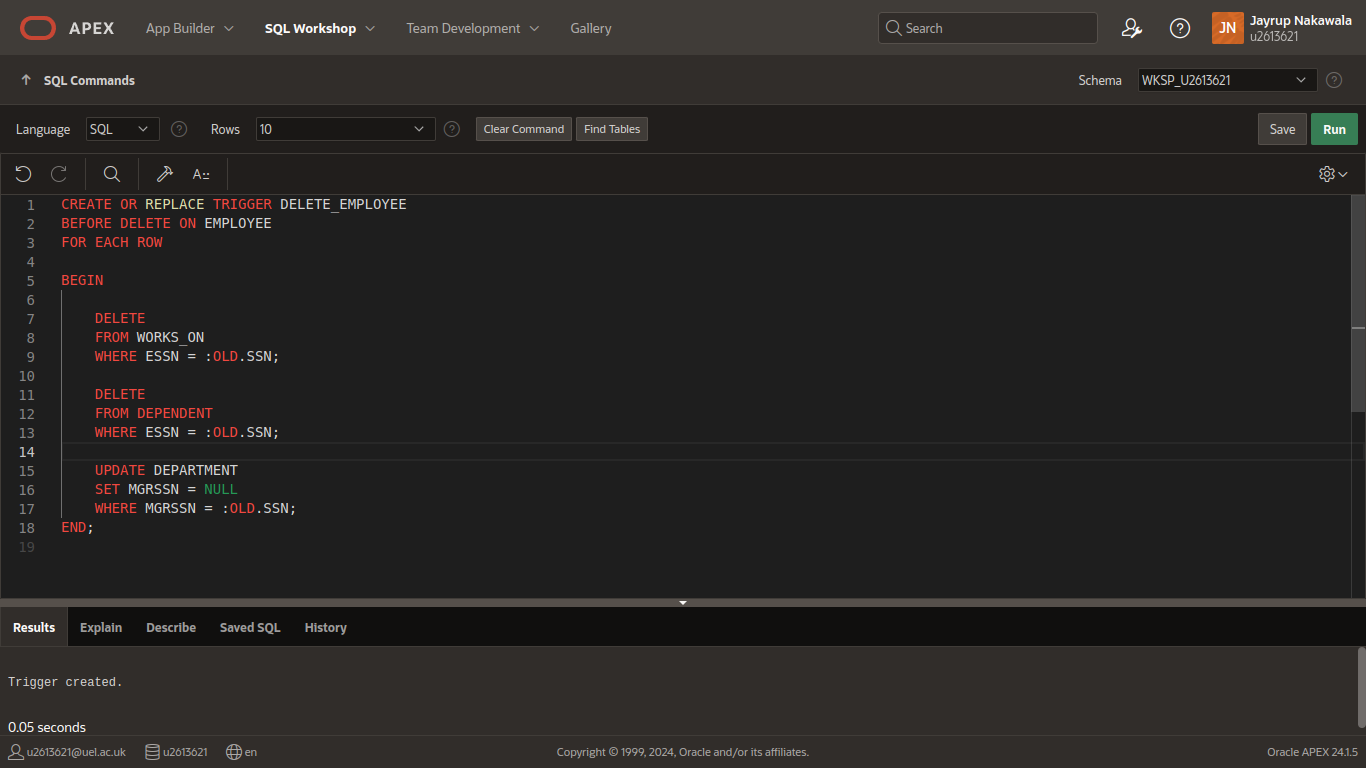 APEX App Builder SQL Workshop Team Development Gallery Search JN Jayrup Nakawala
u2613621
SQL Commands Schema WKSP_U2613621
Language SQL Rows 10 Clear Command Find Tables Save Run
A
1 CREATE OR REPLACE TRIGGER DELETE_EMPLOYEE
2 BEFORE DELETE ON EMPLOYEE
3 FOR EACH ROW
4
5 BEGIN
6
7 DELETE
8 FROM WORKS_ON
9 WHERE ESSN = :OLD.SSN;
10
11 DELETE
12 FROM DEPENDENT
13 WHERE ESSN = :OLD.SSN;
14
15 UPDATE DEPARTMENT
16 SET MGRSSN = NULL
17 WHERE MGRSSN = :OLD.SSN;
18 END;
19
Results Explain Describe Saved SQL History
Trigger created.
0.05 seconds
u2613621@uel.ac.uk u2613621 en Copyright © 1999, 2024, Oracle and/or its affiliates. Oracle APEX 24.1.5